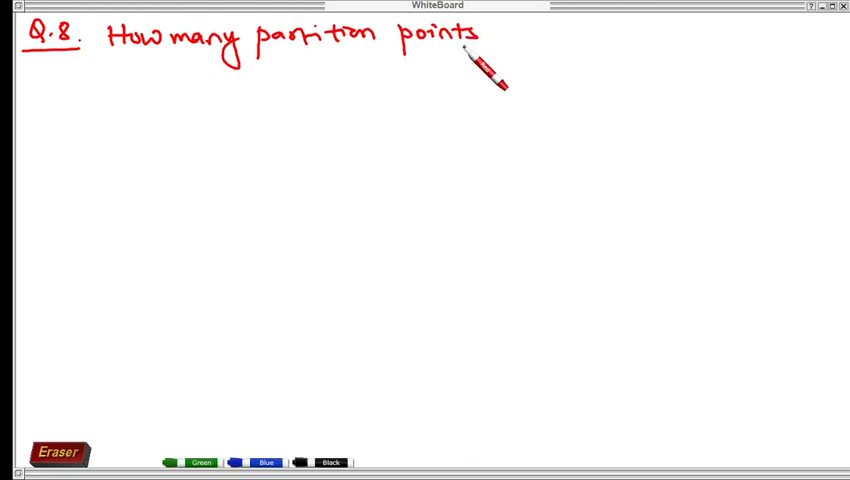 WhiteBoard
Q.8. How many partition points
Eraser
Green Blue Black